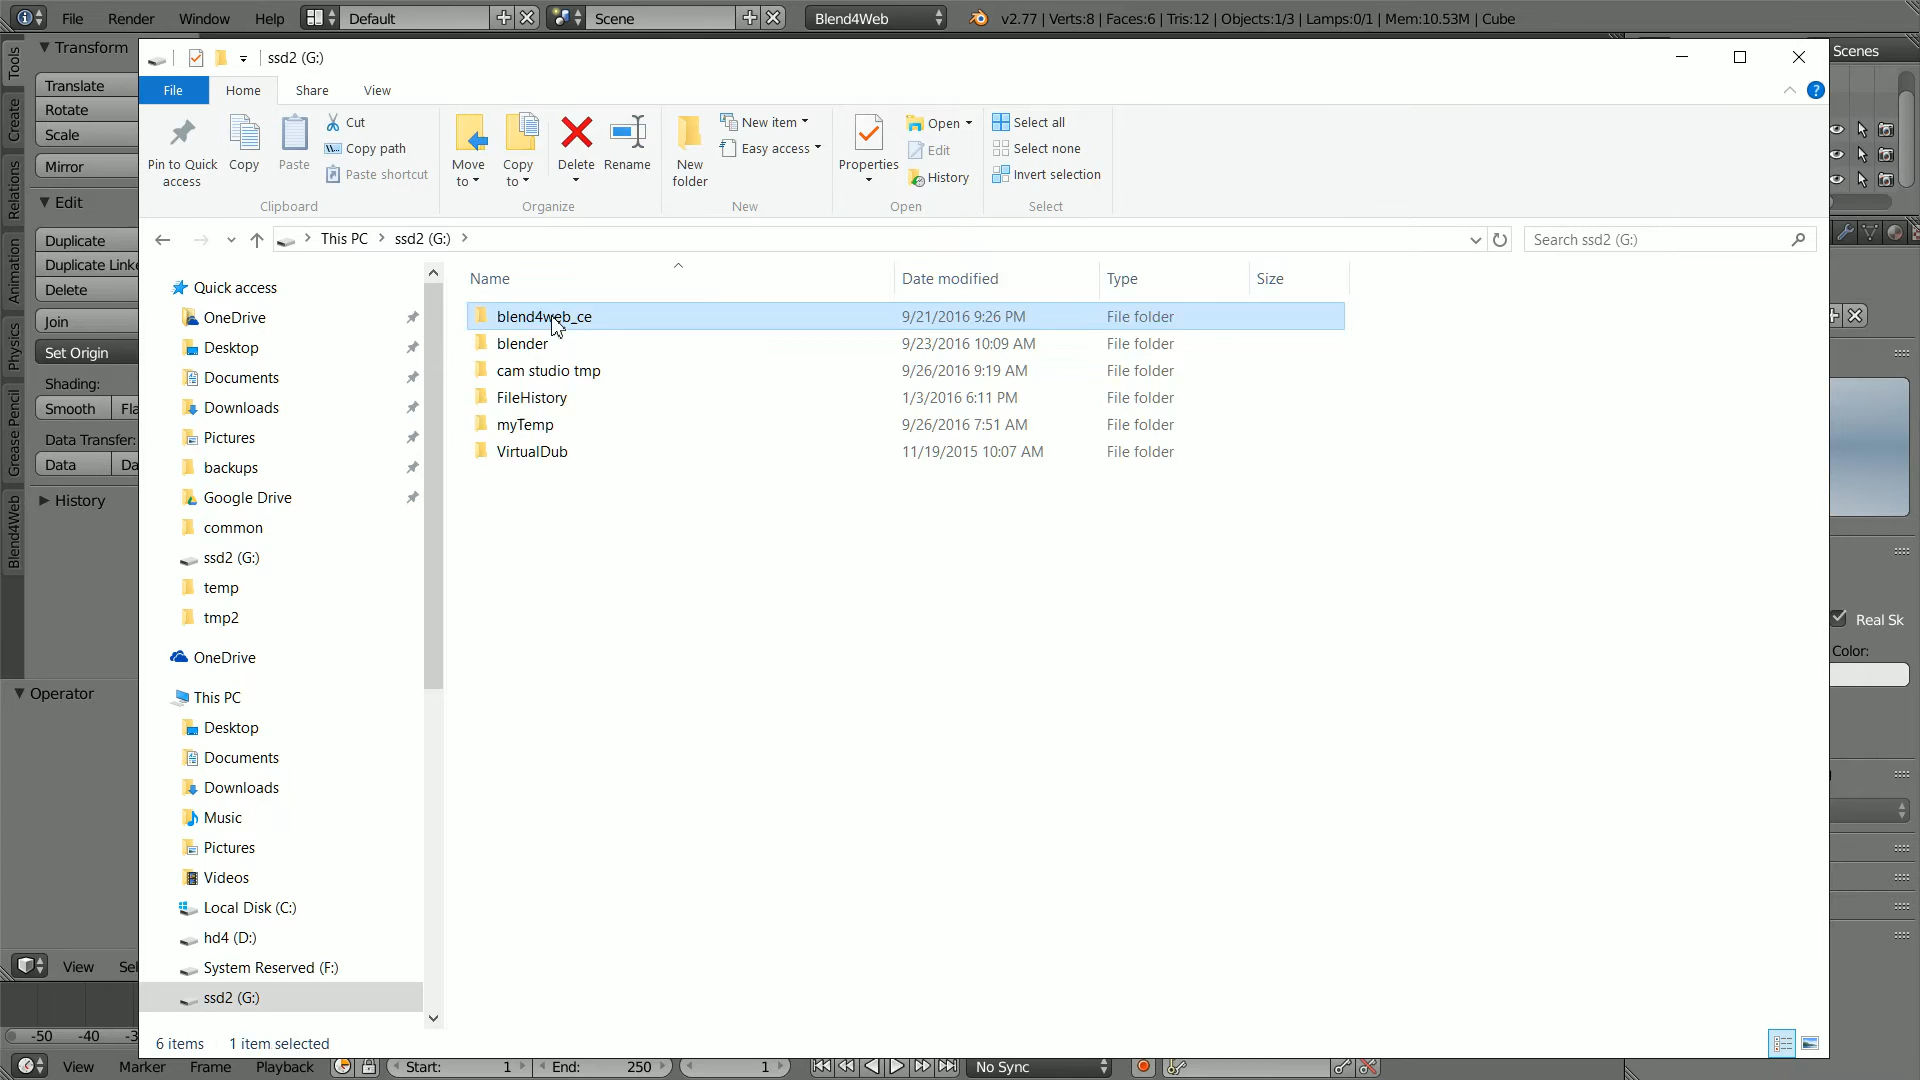 File Render Window Help Default Scene Blend4Web v2.77 | Verts:8 | Faces:6 | Tris:12 | Objects:1/3 | Lamps:0/1 | Mem:10.53M | Cube
Tools
Create
Relations
Animation
Physics
Grease Pencil
Blend4Web
Transform
Translate
Rotate
Scale
Mirror
Edit
Duplicate
Duplicate Linke
Delete
Join
Set Origin
Shading:
Smooth Fla
Data Transfer:
Data Da
History
Operator
ssd2 (G:)
File Home Share View
Pin to Quick access
Copy
Paste
Cut
Copy path
Paste shortcut
Clipboard
Move to
Copy to
Delete
Rename
Organize
New folder
New item
Easy access
New
Properties
Open
Edit
History
Open
Select all
Select none
Invert selection
Select
This PC ssd2 (G:)
Search ssd2 (G:)
Quick access
OneDrive
Desktop
Documents
Downloads
Pictures
backups
Google Drive
common
ssd2 (G:)
temp
tmp2
OneDrive
This PC
Desktop
Documents
Downloads
Music
Pictures
Videos
Local Disk (C:)
hd4 (D:)
System Reserved (F:)
ssd2 (G:)
Name Date modified Type Size
blend4web_ce 9/21/2016 9:26 PM File folder
blender 9/23/2016 10:09 AM File folder
cam studio tmp 9/26/2016 9:19 AM File folder
FileHistory 1/3/2016 6:11 PM File folder
myTemp 9/26/2016 7:51 AM File folder
VirtualDub 11/19/2015 10:07 AM File folder
6 items 1 item selected
Scenes
Real Sk
Color:
View Sel
-50 -40 -3
View Marker Frame Playback Start: 1 End: 250 1 No Sync